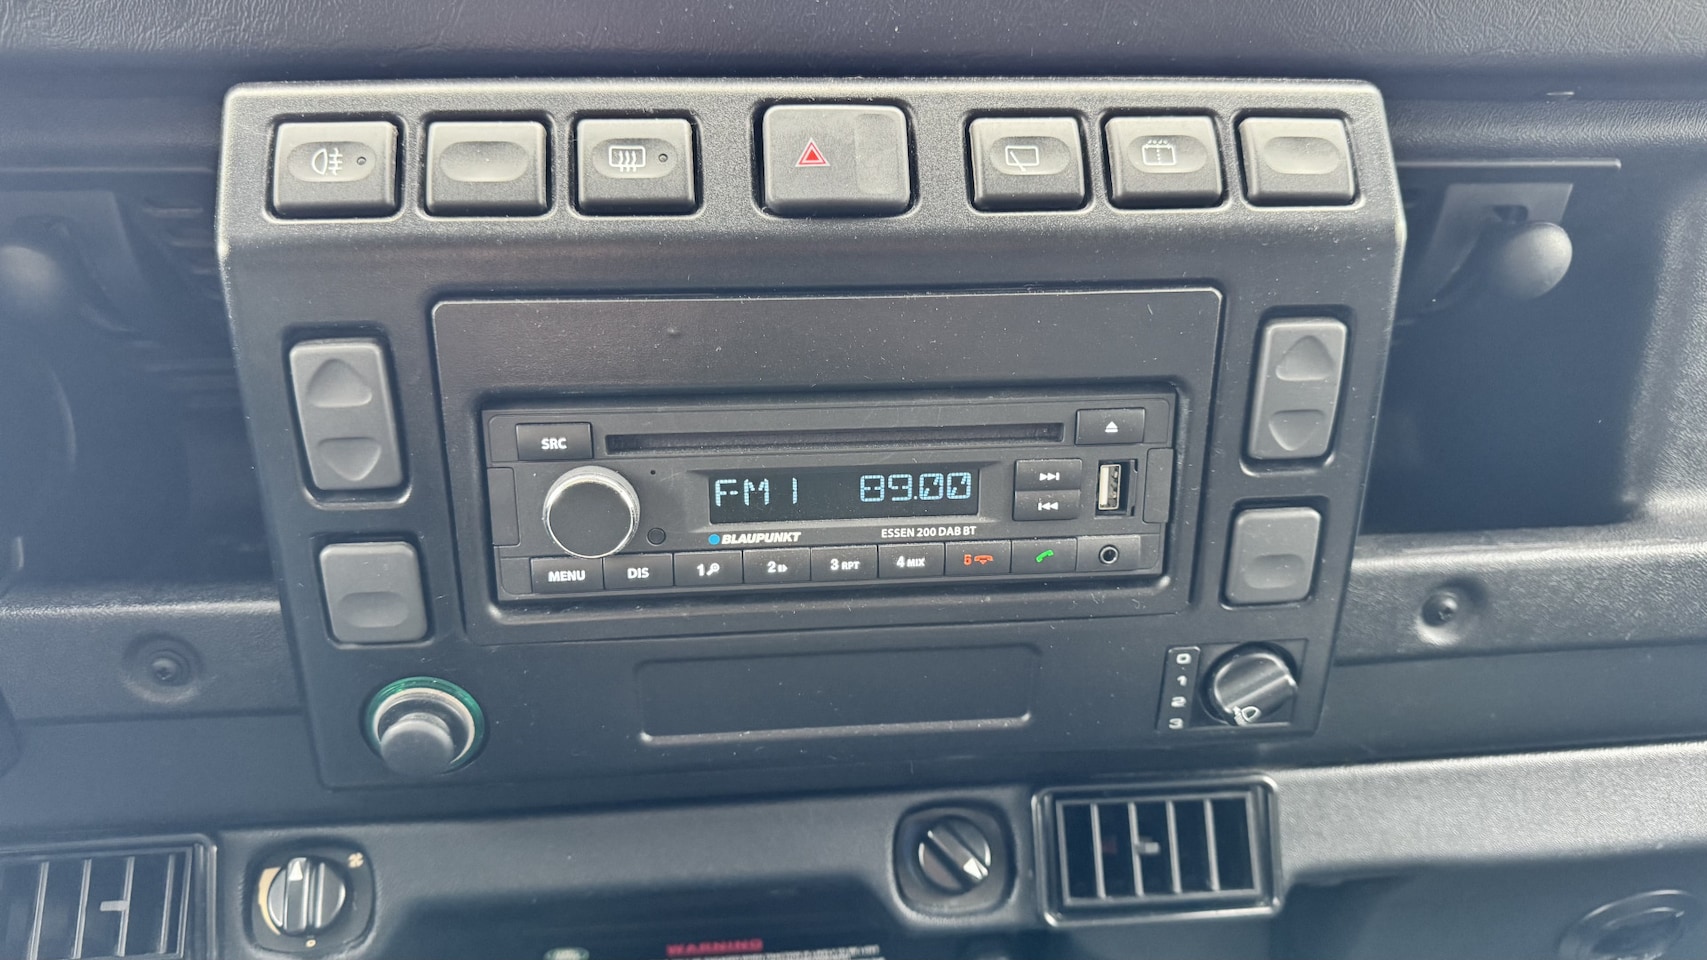 SRC
FM1 89.00
BLAUPUNKT
ESSEN 200 DAB BT
MENU
DIS
1
2
3 RPT
4 MIX
6
0
1
2
3
WARNING